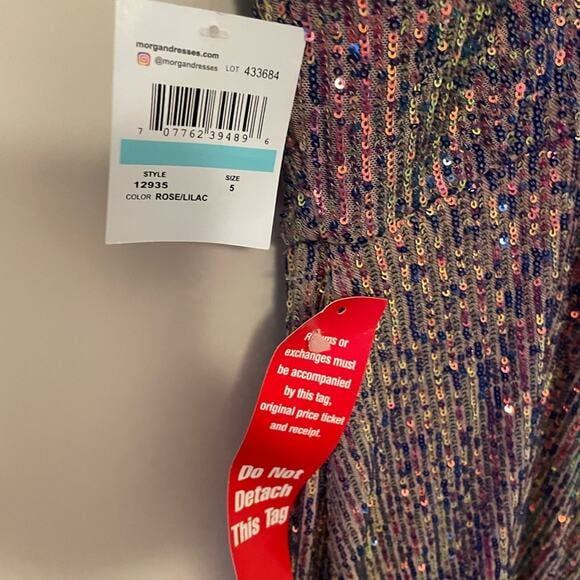 morgandresses.com
@morgandresses LOT 433684
7 07762 39489 6
STYLE SIZE
12935 5
COLOR ROSE/LILAC
or
exchanges must
be accompanied
by this tag,
original price ticket
and receipt.
Do Not
Detach
This Tag